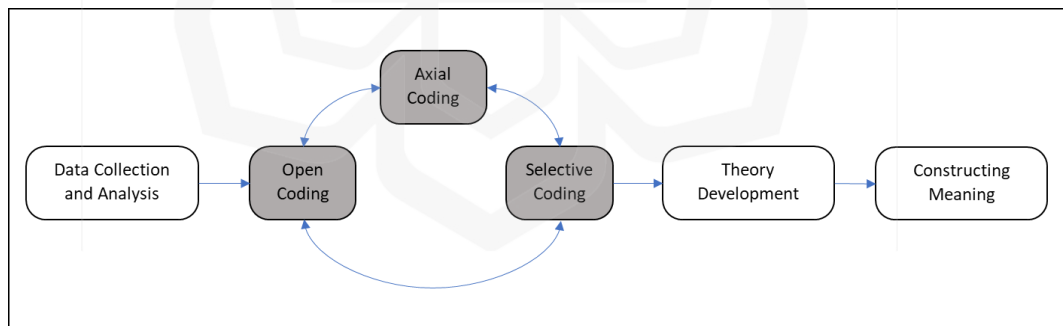 Axial
Coding
Data Collection
and Analysis
Open
Coding
Selective
Coding
Theory
Development
Constructing
Meaning